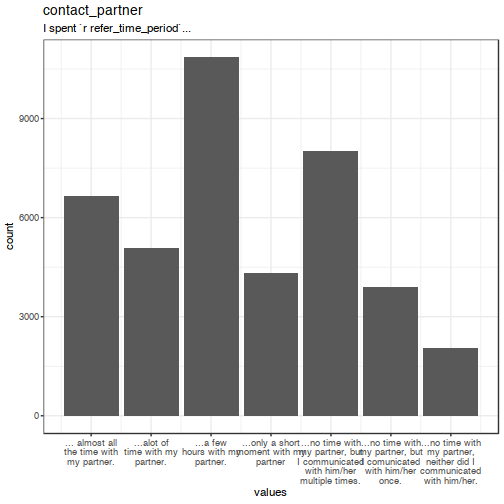 contact_partner
I spent `r refer_time_period`...
count
9000
6000
3000
0
... almost all
the time with
my partner.
...alot of
time with my
partner.
...a few
hours with my
partner.
...only a short
moment with my
partner
...no time with
my partner, but
I communicated
with him/her
multiple times.
...no time with
my partner, but
I comunicated
with him/her
once.
...no time with
my partner,
neither did I
communicated
with him/her.
values